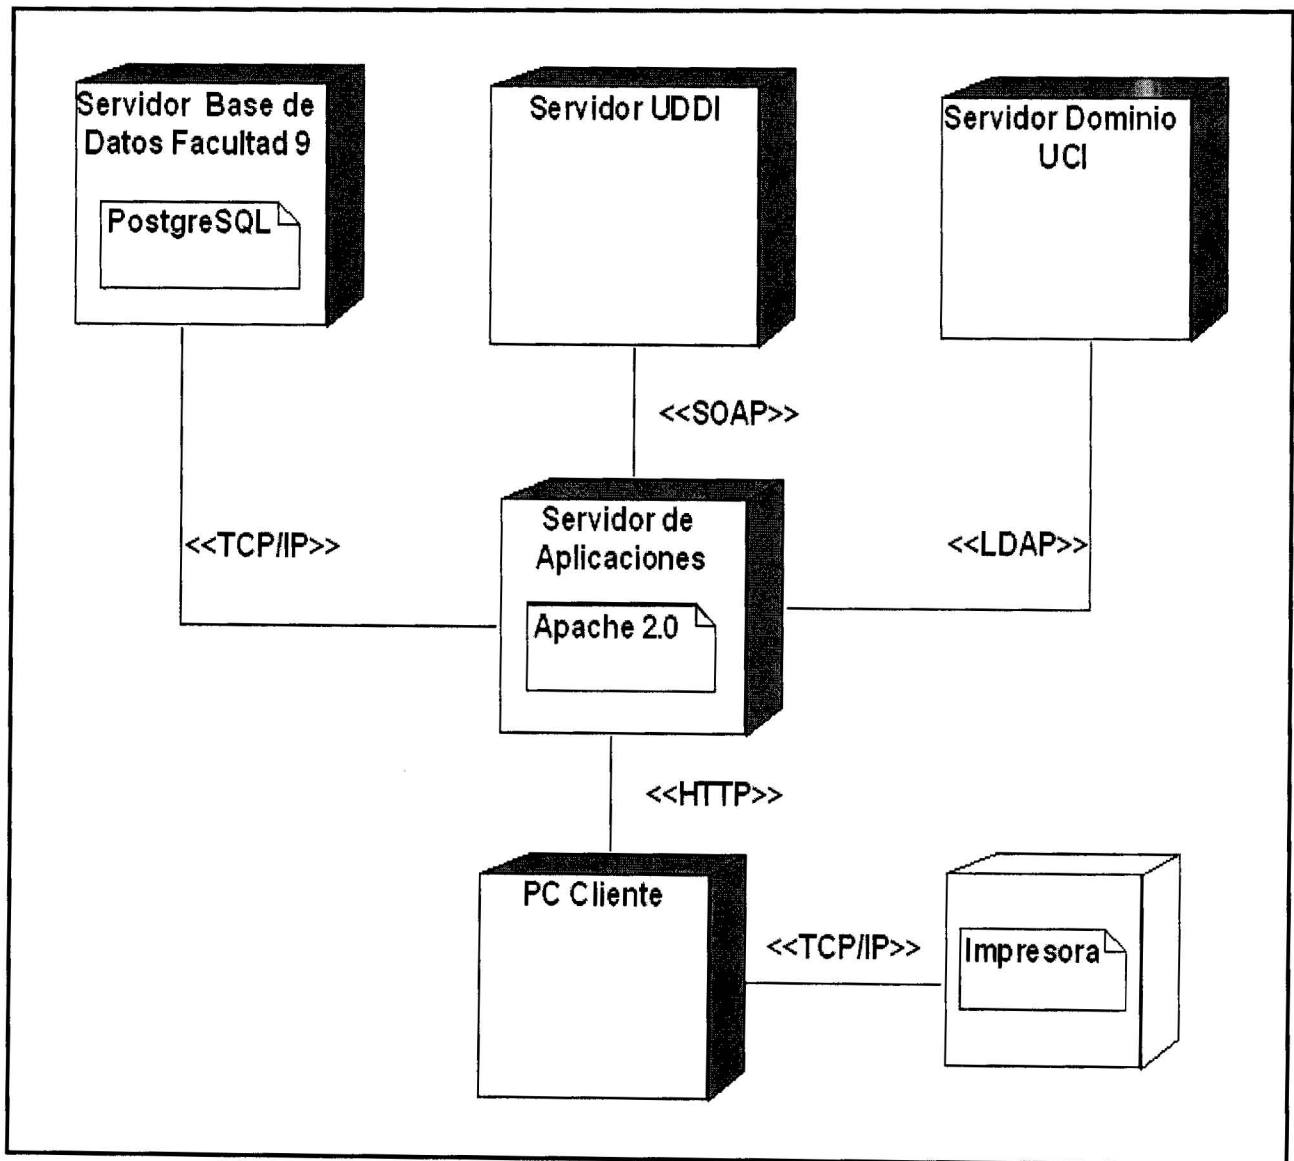 Servidor Base de
Datos Facultad 9
PostgreSQL
Servidor UDDI
Servidor Dominio
UCI
<<SOAP>>
<<TCP/IP>>
Servidor de
Aplicaciones
Apache 2.0
<<LDAP>>
<<HTTP>>
PC Cliente
<<TCP/IP>>
Impresora